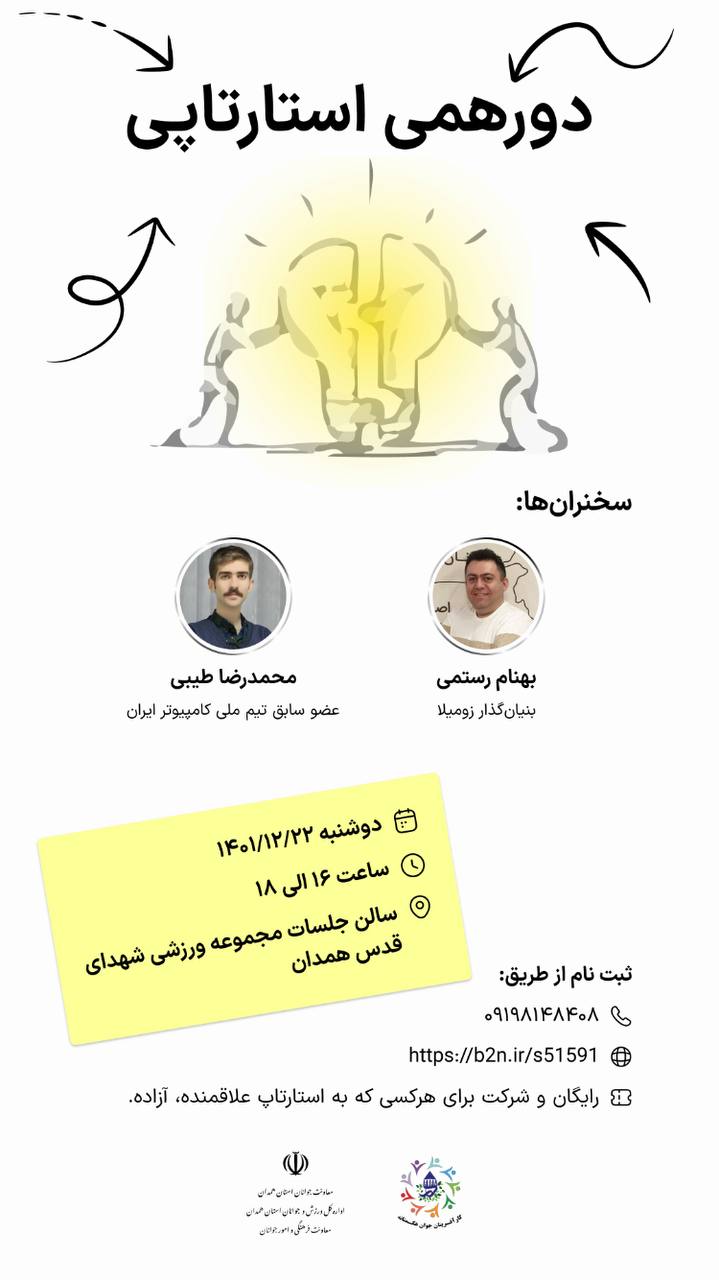 دورهمی استارتاپی
سخنران‌ها:
بهنام رستمی
بنیان‌گذار زومیلا
محمدرضا طیبی
عضو سابق تیم ملی کامپیوتر ایران
دوشنبه ۱۴۰۱/۱۲/۲۲
ساعت ۱۶ الی ۱۸
سالن جلسات مجموعه ورزشی شهدای
قدس همدان
ثبت نام از طریق:
۰۹۱۹۸۱۴۸۴۰۸
https://b2n.ir/s51591
رایگان و شرکت برای هرکسی که به استارتاپ علاقمنده، آزاده.
کارآفرینان جوان هگمتانه
معاونت جوانان استان همدان
اداره کل ورزش و جوانان استان همدان
معاونت فرهنگی و امور جوانان